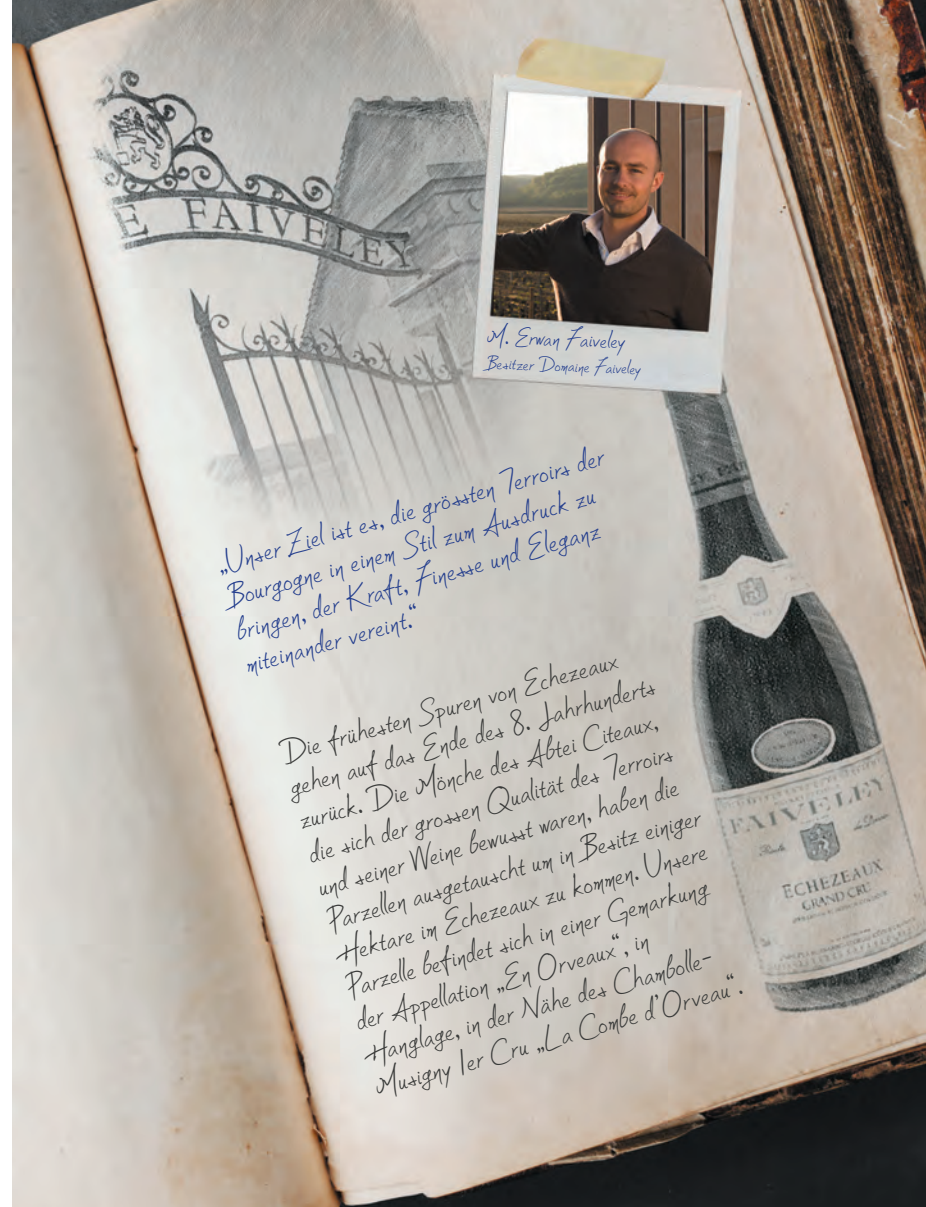 E FAIVELEY
M. Erwan Faiveley
Besitzer Domaine Faiveley
„Unser Ziel ist es, die grössten Terroirs der
Bourgogne in einem Stil zum Ausdruck zu
bringen, der Kraft, Finesse und Eleganz
miteinander vereint.“
Die frühesten Spuren von Echezeaux
gehen auf das Ende des 8. Jahrhunderts
zurück. Die Mönche des Abtei Citeaux,
die sich der grossen Qualität des Terroirs
und seiner Weine bewusst waren, haben die
Parzellen ausgetauscht um in Besitz einiger
Hektare im Echezeaux zu kommen. Unsere
Parzelle befindet sich in einer Gemarkung
der Appellation „En Orveaux“, in
Hanglage, in der Nähe des Chambolle-
Musigny 1er Cru „La Combe d'Orveau“.
FAIVELEY
ECHEZEAUX
GRAND CRU